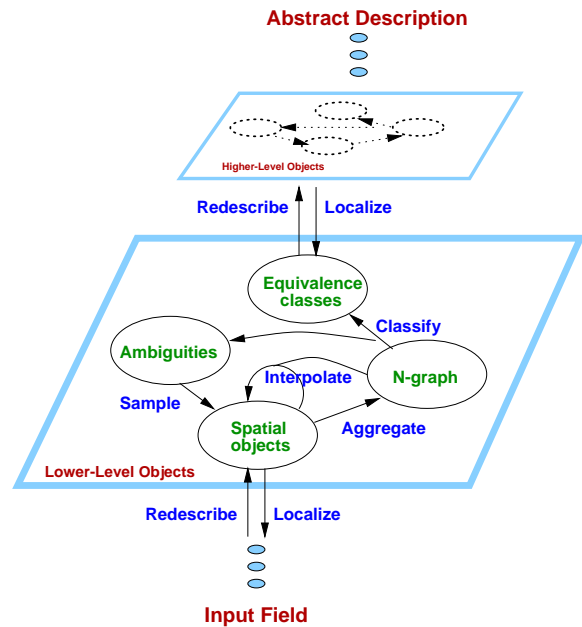 Abstract Description
Higher-Level Objects
Redescribe
Localize
Equivalence
classes
Classify
Ambiguities
Interpolate
N-graph
Sample
Spatial
objects
Aggregate
Lower-Level Objects
Redescribe
Localize
Input Field